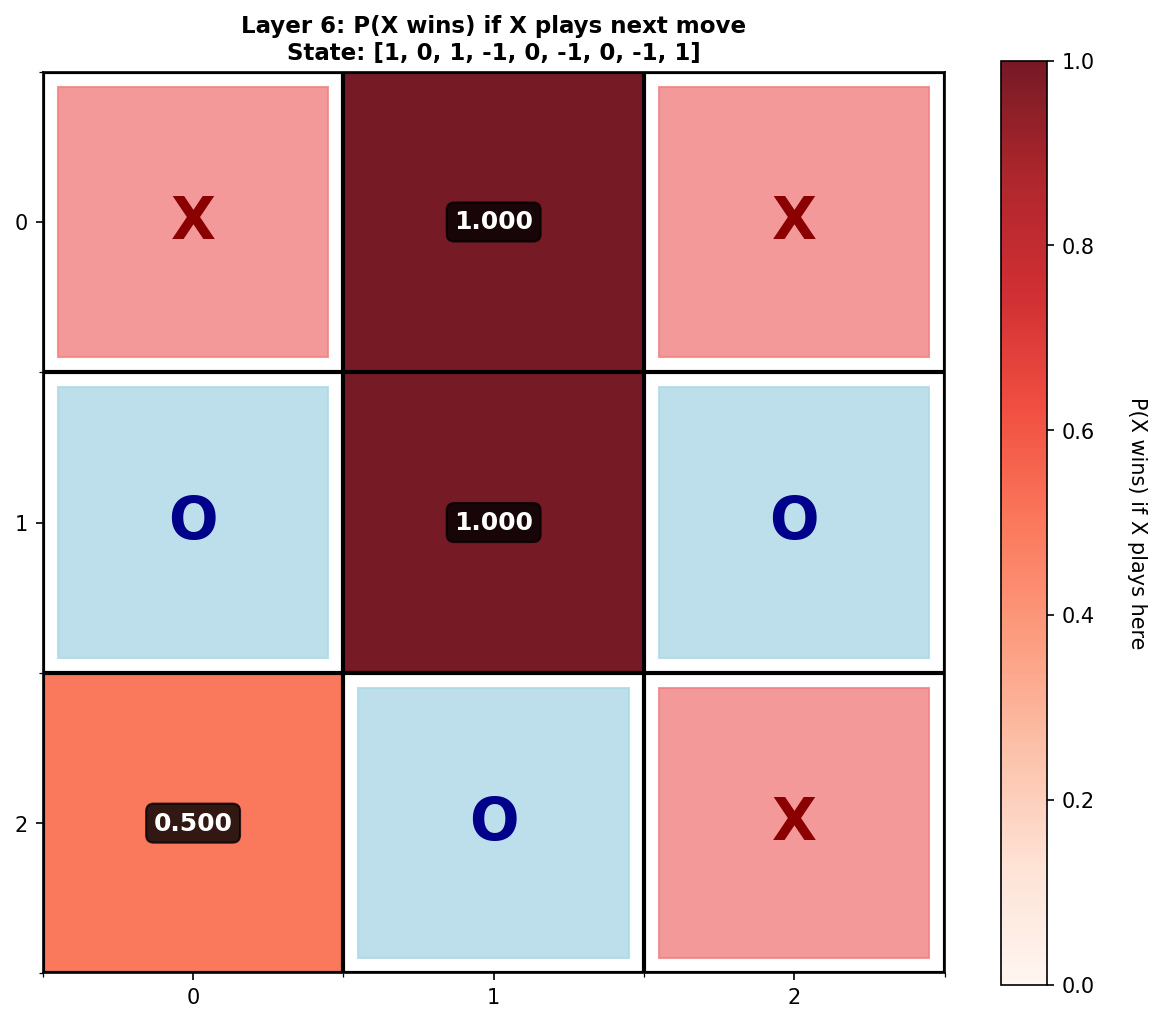 Layer 6: P(X wins) if X plays next move
State: [1, 0, 1, -1, 0, -1, 0, -1, 1]
0
X
1.000
X
1
O
1.000
O
2
0.500
O
X
0
1
2
1.0
0.8
0.6
0.4
0.2
0.0
P(X wins) if X plays here